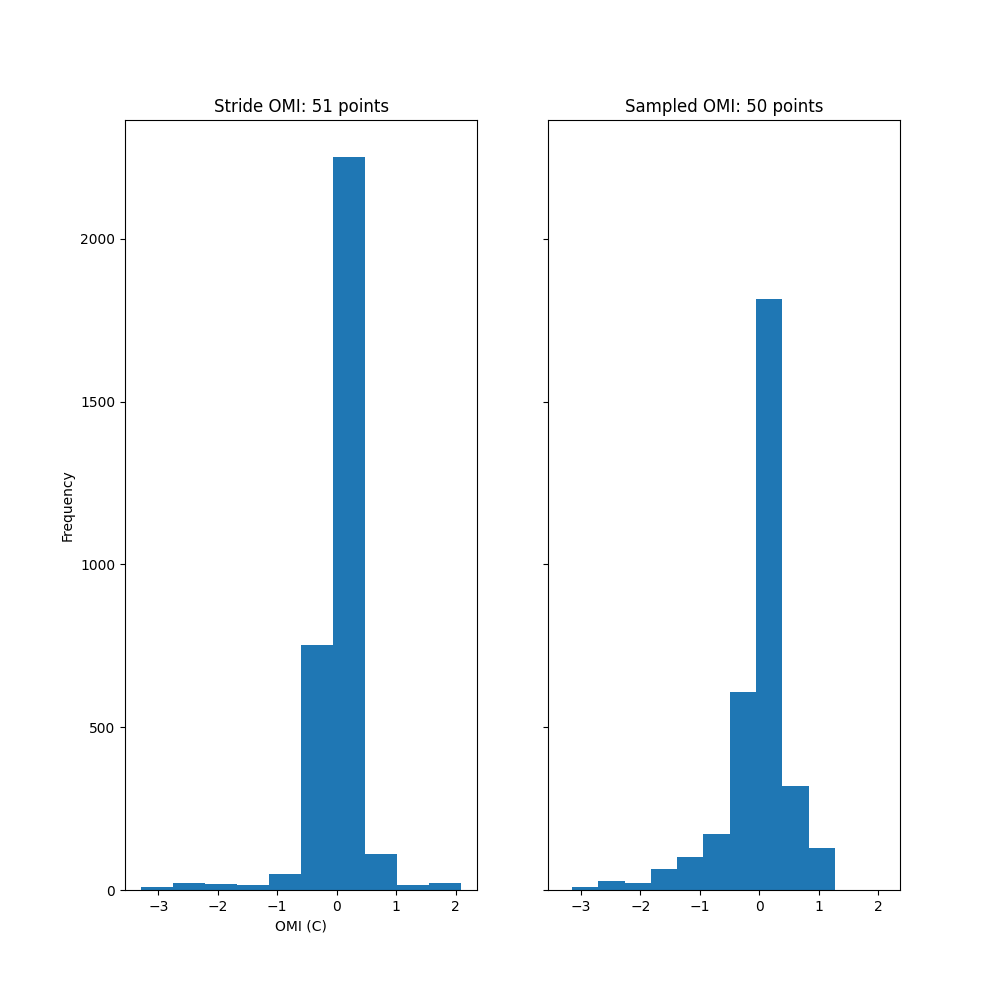 Stride OMI: 51 points
Sampled OMI: 50 points
Frequency
2000
1500
1000
500
0
−3 −2 −1 0 1 2
OMI (C)
−3 −2 −1 0 1 2